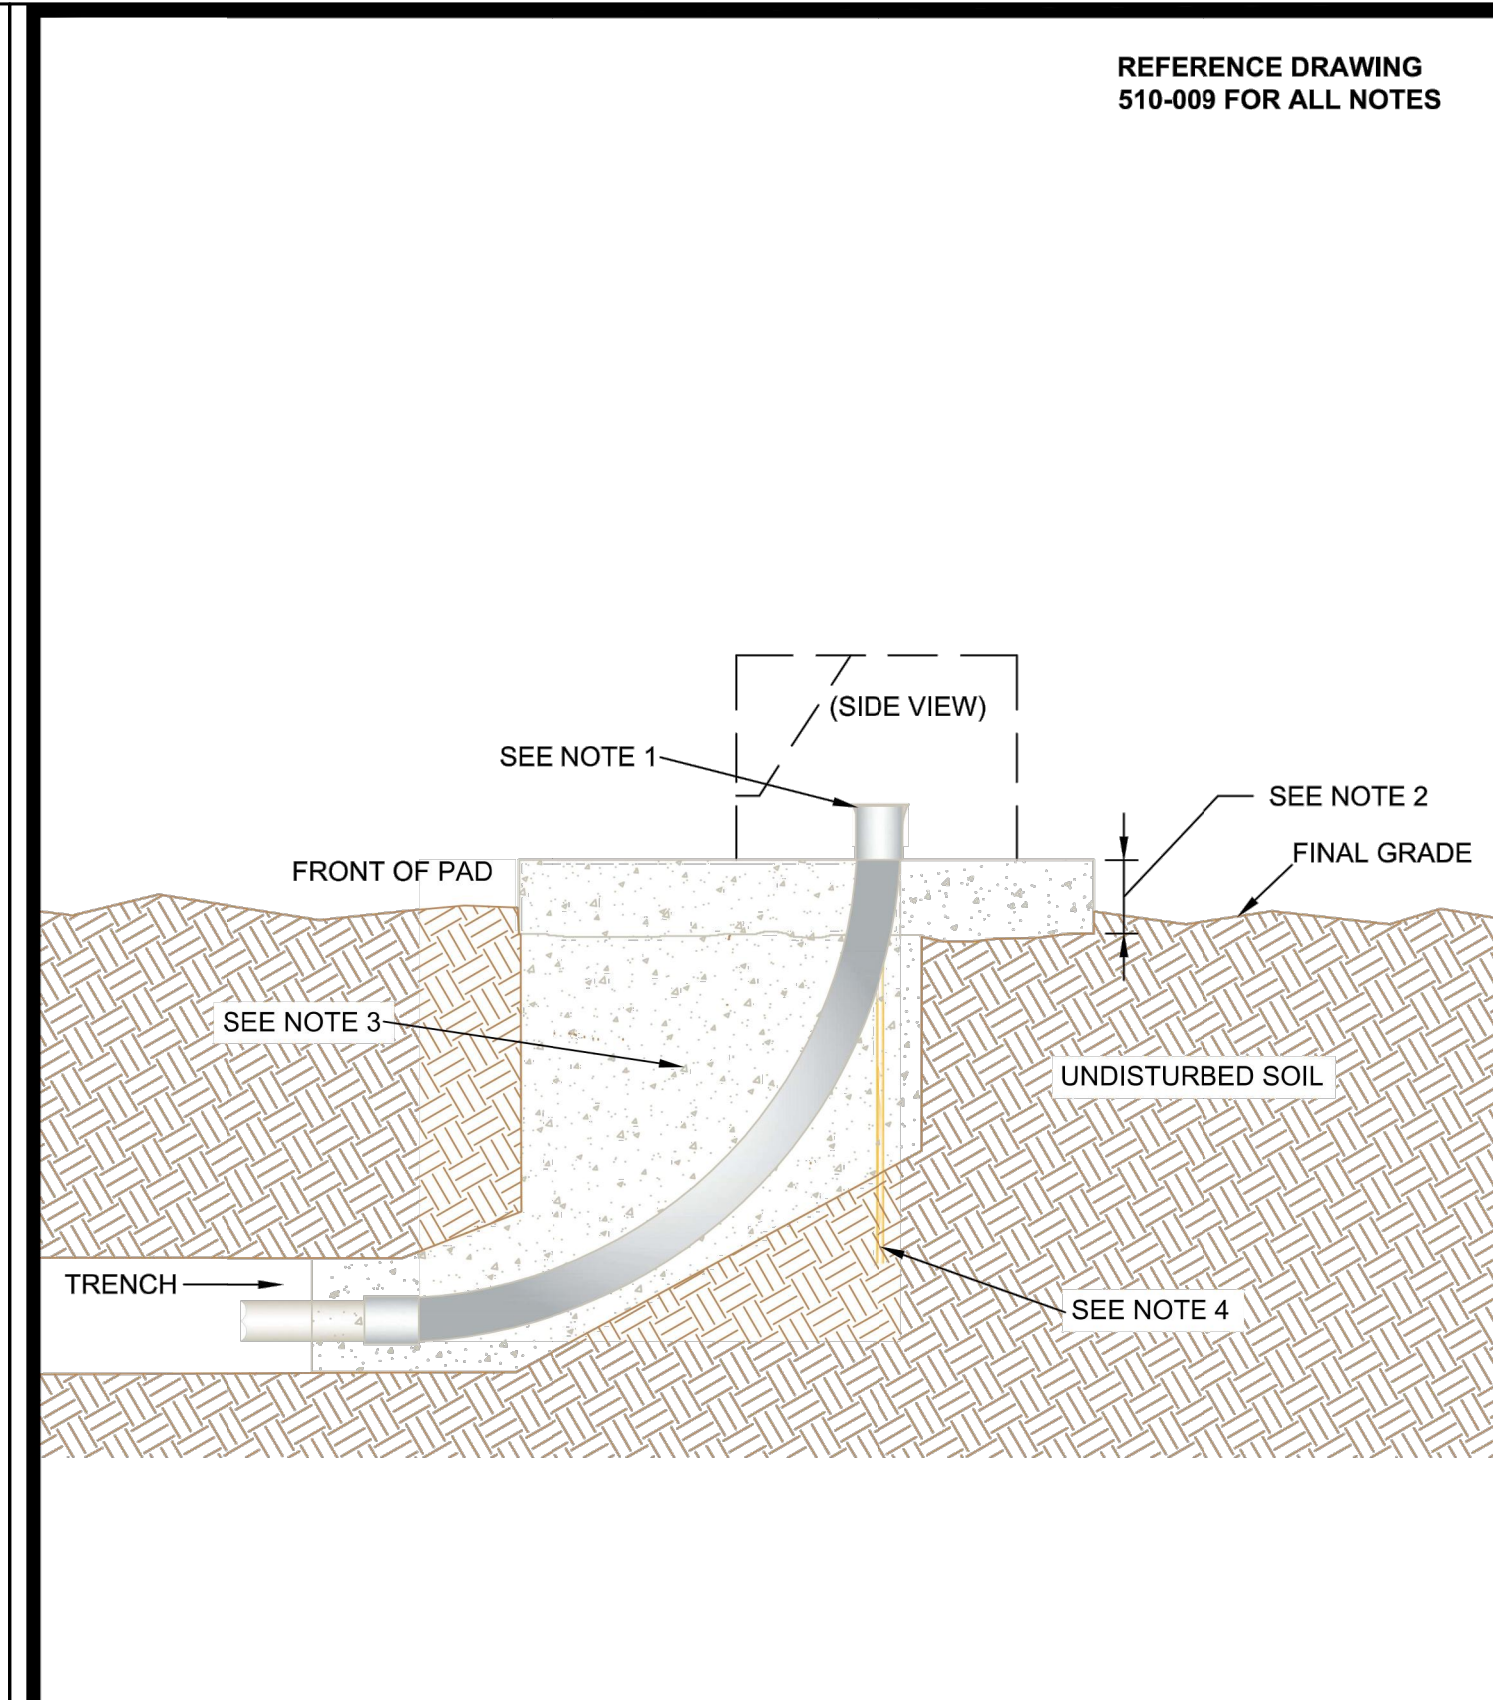 REFERENCE DRAWING
510-009 FOR ALL NOTES
(SIDE VIEW)
SEE NOTE 1
SEE NOTE 2
FINAL GRADE
FRONT OF PAD
SEE NOTE 3
UNDISTURBED SOIL
TRENCH
SEE NOTE 4